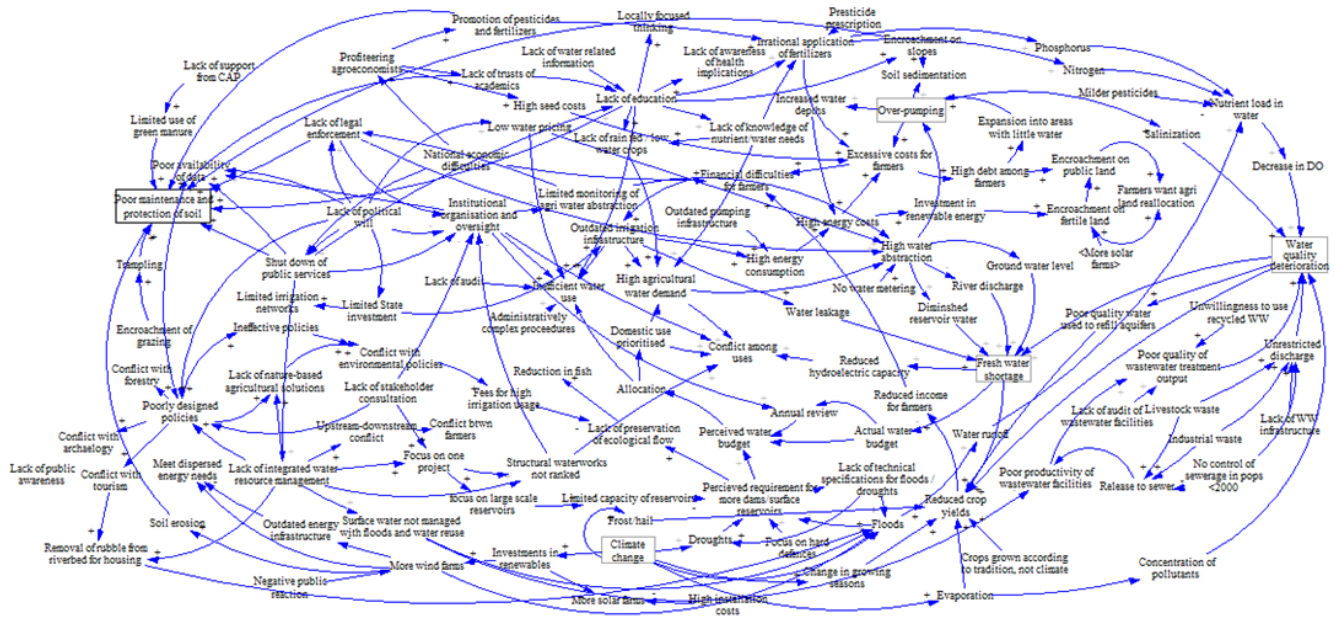 Promotion of pesticides
and fertilizers
Locally focused
thinking
Presticide
prescription
Irrational application
of fertilizers
Encroachment on
slopes
Phosphorus
Lack of support
from CAP
Profiteering
agroeconomists
Lack of water related
information
Lack of awareness
of health
implications
Lack of trusts of
academics
Soil sedimentation
Nitrogen
High seed costs
Lack of education
Increased water
depths
Over-pumping
Milder pesticides
Nutrient load in
water
Limited use of
green manure
Lack of legal
enforcement
Low water pricing
Lack of rain fed / low
water crops
Lack of knowledge of
nutrient/water needs
Expansion into areas
with little water
Salinization
Poor availability
of data
National economic
difficulties
Excessive costs for
farmers
High debt among
farmers
Encroachment on
public land
Decrease in DO
Financial difficulties
for farmers
Farmers want agri
land reallocation
Poor maintenance and
protection of soil
Lack of political
will
Institutional
organisation and
oversight
Limited monitoring of
agri water abstraction
Outdated pumping
infrastructure
High energy costs
Investment in
renewable energy
Encroachment on
fertile land
Outdated irrigation
infrastructure
High water
abstraction
<More solar
farms>
Water
quality
deterioration
Trampling
Shut down of
public services
High energy
consumption
Ground water level
Lack of audit
Inefficient water
use
High agricultural
water demand
No water metering
River discharge
Limited irrigation
networks
Limited State
investment
Administratively
complex proceedures
Water leakage
Diminshed
reservoir water
Poor quality water
used to refill aquifers
Unwillingness to use
recycled WW
Encroachment of
grazing
Ineffective policies
Domestic use
prioritised
Conflict among
uses
Unrestricted
discharge
Conflict with
environmental policies
Reduced
hydroelectric capacity
Fresh water
shortage
Poor quality of
wastewater treatment
output
Conflict with
forestry
Lack of nature-based
agricultural solutions
Reduction in fish
Allocation
Lack of stakeholder
consultation
Fees for high
irrigation usage
Reduced income
for farmers
Poorly designed
policies
Annual review
Lack of audit of
wastewater facilities
Livestock waste
Lack of WW
infrastructure
Conflict with
archaelogy
Upstream-downstream
conflict
Conflict btwn
farmers
Lack of preservation
of ecological flow
Perceived water
budget
Actual water
budget
Water runoff
Industrial waste
Lack of public
awareness
Conflict with
tourism
Meet dispersed
energy needs
Lack of integrated water
resource management
Focus on one
project
Structural waterworks
not ranked
Lack of technical
specifications for floods /
droughts
Poor productivity of
wastewater facilities
No control of
sewerage in pops
<2000
Release to sewer
Percieved requirement for
more dams/surface
reservoirs
focus on large scale
reservoirs
Limited capacity of reservoirs
Reduced crop
yields
Soil erosion
Outdated energy
infrastructure
Surface water not managed
with floods and water reuse
Frost/hail
Floods
Removal of rubble from
riverbed for housing
Climate
change
Droughts
Focus on hard
defences
Investments in
renewables
Crops grown according
to tradition, not climate
Concentration of
pollutants
Negative public
reaction
More wind farms
Change in growing
seasons
More solar farms
High installation
costs
Evaporation